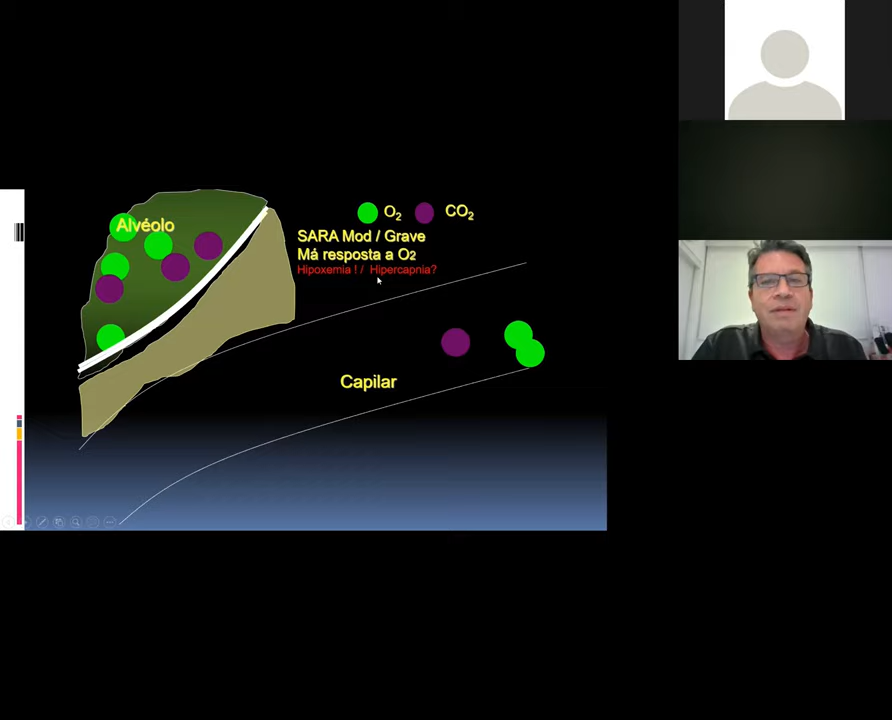 Alvéolo
O2 CO2
SARA Mod / Grave
Má resposta a O2
Hipoxemia ! / Hipercapnia?
Capilar